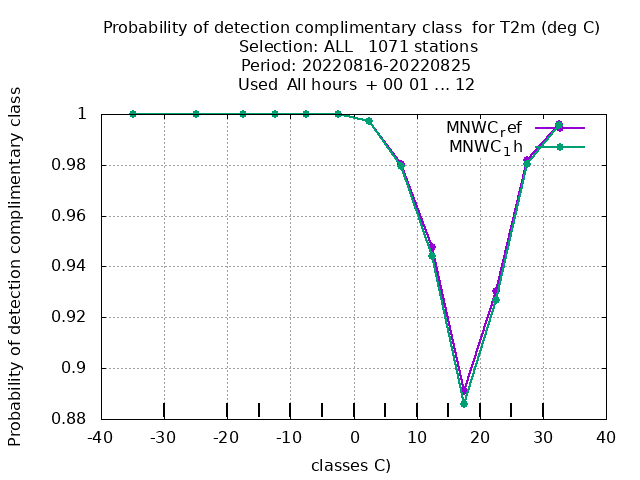 Probability of detection complimentary class  for T2m (deg C)
Selection: ALL   1071 stations
Period: 20220816-20220825
Used  All hours  + 00 01 ... 12
Probability of detection complimentary class
MNWCref
MNWC1h
1
0.98
0.96
0.94
0.92
0.9
0.88
-40 -30 -20 -10 0 10 20 30 40
classes C)